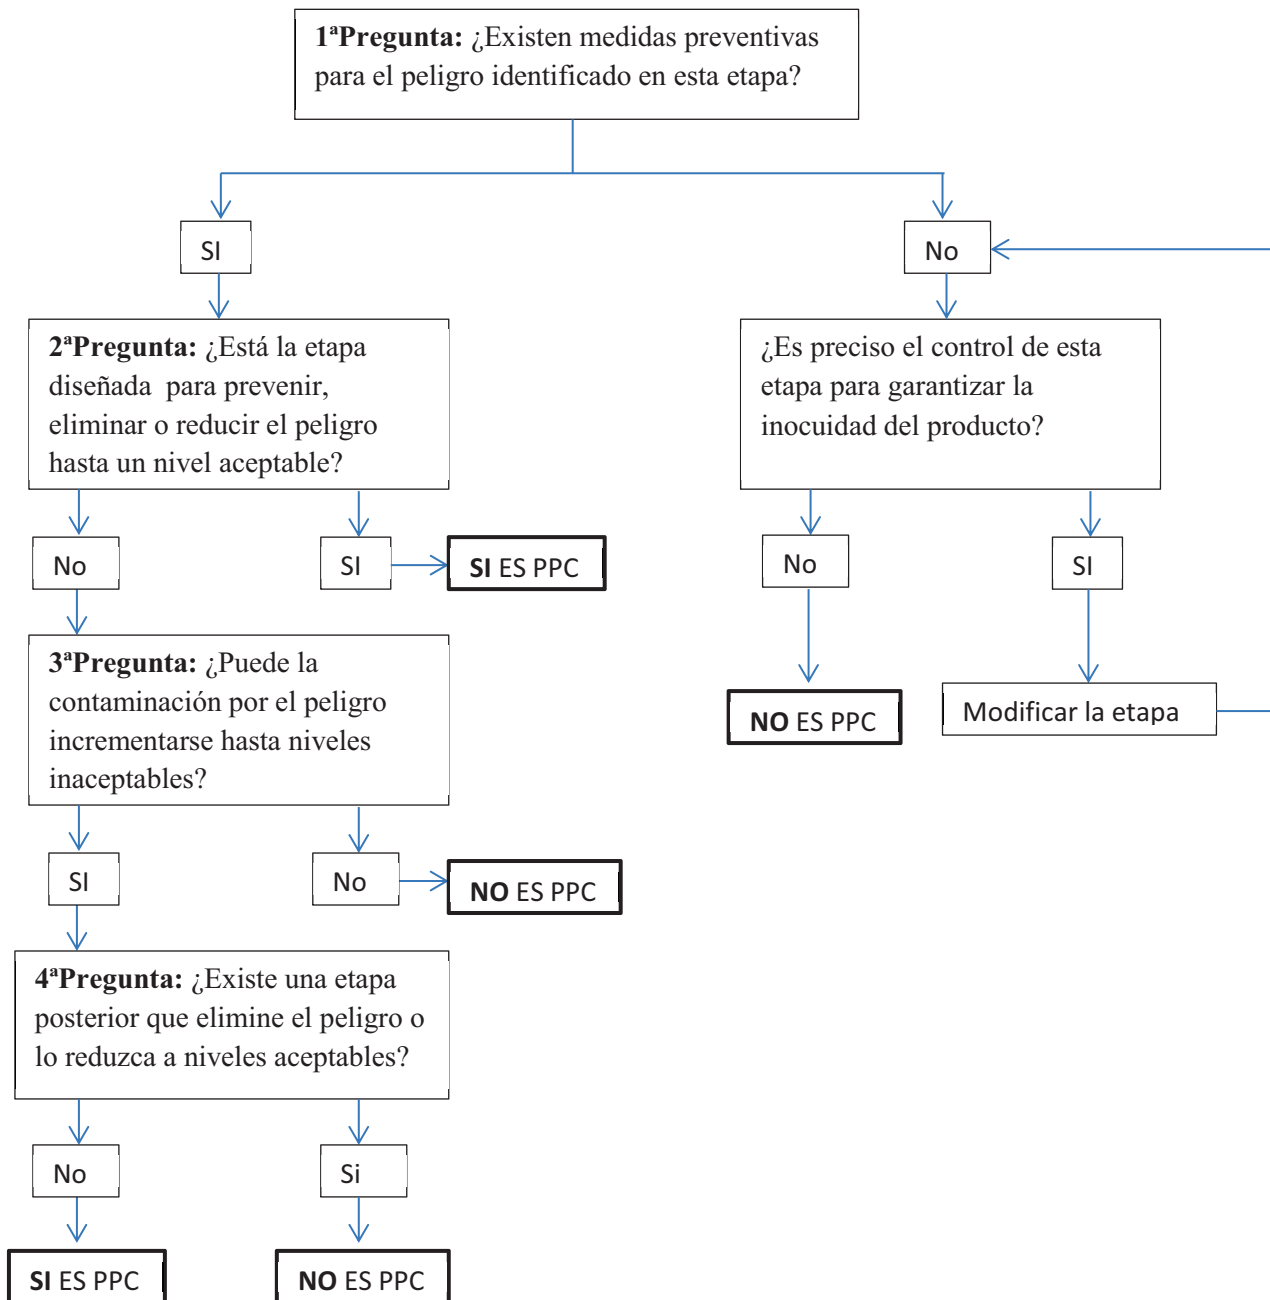 1ªPregunta: ¿Existen medidas preventivas
para el peligro identificado en esta etapa?
SI
No
2ªPregunta: ¿Está la etapa
diseñada  para prevenir,
eliminar o reducir el peligro
hasta un nivel aceptable?
¿Es preciso el control de esta
etapa para garantizar la
inocuidad del producto?
No
SI
SI ES PPC
No
SI
3ªPregunta: ¿Puede la
contaminación por el peligro
incrementarse hasta niveles
inaceptables?
NO ES PPC
Modificar la etapa
SI
No
NO ES PPC
4ªPregunta: ¿Existe una etapa
posterior que elimine el peligro o
lo reduzca a niveles aceptables?
No
Si
SI ES PPC
NO ES PPC